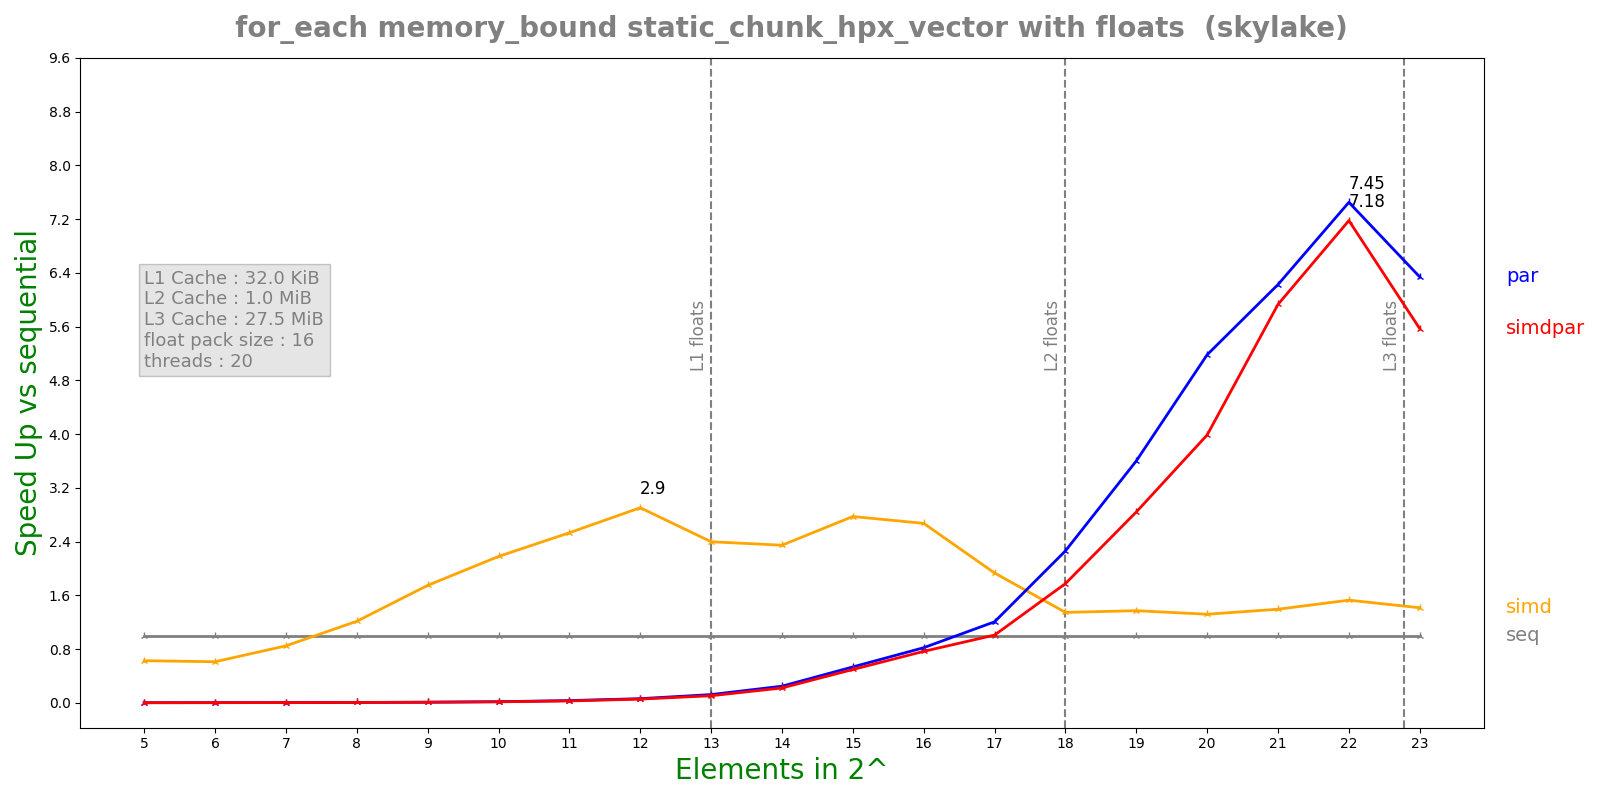 for_each memory_bound static_chunk_hpx_vector with floats (skylake)
9.6
8.8
8.0
7.2
6.4
5.6
4.8
4.0
3.2
2.4
1.6
0.8
0.0
Speed Up vs sequential
L1 Cache : 32.0 KiB
L2 Cache : 1.0 MiB
L3 Cache : 27.5 MiB
float pack size : 16
threads : 20
2.9
7.45
7.18
L1 floats
L2 floats
L3 floats
par
simdpar
simd
seq
5 6 7 8 9 10 11 12 13 14 15 16 17 18 19 20 21 22 23
Elements in 2^